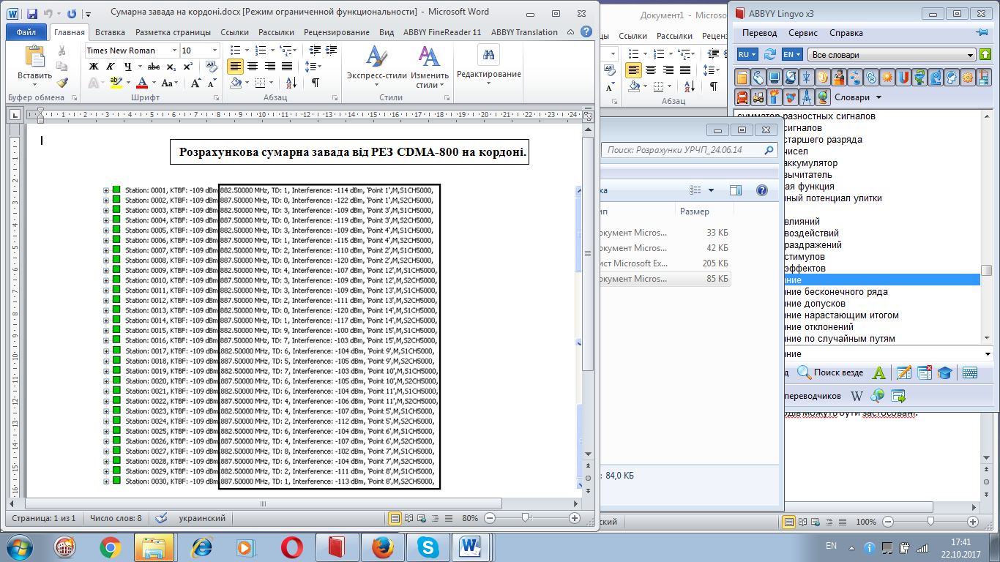 Сумарна завада на кордоні.docx [Режим ограниченной функциональности] - Microsoft Word
Файл Главная Вставка Разметка страницы Ссылки Рассылки Рецензирование Вид ABBYY FineReader 11 ABBYY Translation
Вставить
Буфер обмена
Times New Roman 10
Ж К Ч abc x₂ x²
Шрифт
Абзац
Экспресс-стили
Изменить стили
Стили
Редактирование
Розрахункова сумарна завада від РЕЗ CDMA-800 на кордоні.
Station: 0001, KTBF: -109 dBm, 882.50000 MHz, TD: 1, Interference: -114 dBm, 'Point 1',M,S1CH5000,
Station: 0002, KTBF: -109 dBm, 887.50000 MHz, TD: 0, Interference: -122 dBm, 'Point 1',M,S2CH5000,
Station: 0003, KTBF: -109 dBm, 882.50000 MHz, TD: 3, Interference: -109 dBm, 'Point 3',M,S1CH5000,
Station: 0004, KTBF: -109 dBm, 887.50000 MHz, TD: 0, Interference: -119 dBm, 'Point 3',M,S2CH5000,
Station: 0005, KTBF: -109 dBm, 882.50000 MHz, TD: 3, Interference: -109 dBm, 'Point 4',M,S1CH5000,
Station: 0006, KTBF: -109 dBm, 887.50000 MHz, TD: 1, Interference: -115 dBm, 'Point 4',M,S2CH5000,
Station: 0007, KTBF: -109 dBm, 882.50000 MHz, TD: 2, Interference: -110 dBm, 'Point 2',M,S1CH5000,
Station: 0008, KTBF: -109 dBm, 887.50000 MHz, TD: 0, Interference: -120 dBm, 'Point 2',M,S2CH5000,
Station: 0009, KTBF: -109 dBm, 882.50000 MHz, TD: 4, Interference: -107 dBm, 'Point 12',M,S1CH5000,
Station: 0010, KTBF: -109 dBm, 887.50000 MHz, TD: 3, Interference: -109 dBm, 'Point 12',M,S2CH5000,
Station: 0011, KTBF: -109 dBm, 882.50000 MHz, TD: 3, Interference: -109 dBm, 'Point 13',M,S1CH5000,
Station: 0012, KTBF: -109 dBm, 887.50000 MHz, TD: 2, Interference: -111 dBm, 'Point 13',M,S2CH5000,
Station: 0013, KTBF: -109 dBm, 882.50000 MHz, TD: 0, Interference: -120 dBm, 'Point 14',M,S1CH5000,
Station: 0014, KTBF: -109 dBm, 887.50000 MHz, TD: 1, Interference: -117 dBm, 'Point 14',M,S2CH5000,
Station: 0015, KTBF: -109 dBm, 882.50000 MHz, TD: 9, Interference: -100 dBm, 'Point 15',M,S1CH5000,
Station: 0016, KTBF: -109 dBm, 887.50000 MHz, TD: 7, Interference: -103 dBm, 'Point 15',M,S2CH5000,
Station: 0017, KTBF: -109 dBm, 882.50000 MHz, TD: 6, Interference: -104 dBm, 'Point 9',M,S1CH5000,
Station: 0018, KTBF: -109 dBm, 887.50000 MHz, TD: 5, Interference: -105 dBm, 'Point 9',M,S2CH5000,
Station: 0019, KTBF: -109 dBm, 882.50000 MHz, TD: 7, Interference: -103 dBm, 'Point 10',M,S1CH5000,
Station: 0020, KTBF: -109 dBm, 887.50000 MHz, TD: 6, Interference: -105 dBm, 'Point 10',M,S2CH5000,
Station: 0021, KTBF: -109 dBm, 882.50000 MHz, TD: 6, Interference: -104 dBm, 'Point 11',M,S1CH5000,
Station: 0022, KTBF: -109 dBm, 887.50000 MHz, TD: 4, Interference: -106 dBm, 'Point 11',M,S2CH5000,
Station: 0023, KTBF: -109 dBm, 882.50000 MHz, TD: 4, Interference: -107 dBm, 'Point 5',M,S1CH5000,
Station: 0024, KTBF: -109 dBm, 887.50000 MHz, TD: 2, Interference: -112 dBm, 'Point 5',M,S2CH5000,
Station: 0025, KTBF: -109 dBm, 882.50000 MHz, TD: 6, Interference: -104 dBm, 'Point 6',M,S1CH5000,
Station: 0026, KTBF: -109 dBm, 887.50000 MHz, TD: 4, Interference: -107 dBm, 'Point 6',M,S2CH5000,
Station: 0027, KTBF: -109 dBm, 882.50000 MHz, TD: 8, Interference: -102 dBm, 'Point 7',M,S1CH5000,
Station: 0028, KTBF: -109 dBm, 887.50000 MHz, TD: 6, Interference: -104 dBm, 'Point 7',M,S2CH5000,
Station: 0029, KTBF: -109 dBm, 882.50000 MHz, TD: 2, Interference: -111 dBm, 'Point 8',M,S1CH5000,
Station: 0030, KTBF: -109 dBm, 887.50000 MHz, TD: 1, Interference: -113 dBm, 'Point 8',M,S2CH5000,
Страница: 1 из 1 Число слов: 8 украинский 80%
Документ1 - Microso
ы Ссылки Рассылки Реценз
Абзац
Поиск: Розрахунки УРЧП_24.06.14
ка
ип Размер
окумент Micros... 33 КБ
окумент Micros... 42 КБ
ист Microsoft Ex... 205 КБ
окумент Micros... 85 КБ
: 84,0 КБ
ский 100%
ABBYY Lingvo x3
Перевод Сервис Справка
RU EN Все словари
Словари
сумматор разностных сигналов
сигналов
старшего разряда
чисел
аккумулятор
вычитатель
ая функция
ный потенциал улитки
влияний
воздействий
раздражений
стимулов
эффектов
ание
ание бесконечного ряда
ание допусков
ание нарастающим итогом
ание отклонений
ание по случайным путям
ание
д Поиск везде
переводчиков
можуть бути застосовані.
EN 17:41
22.10.2017